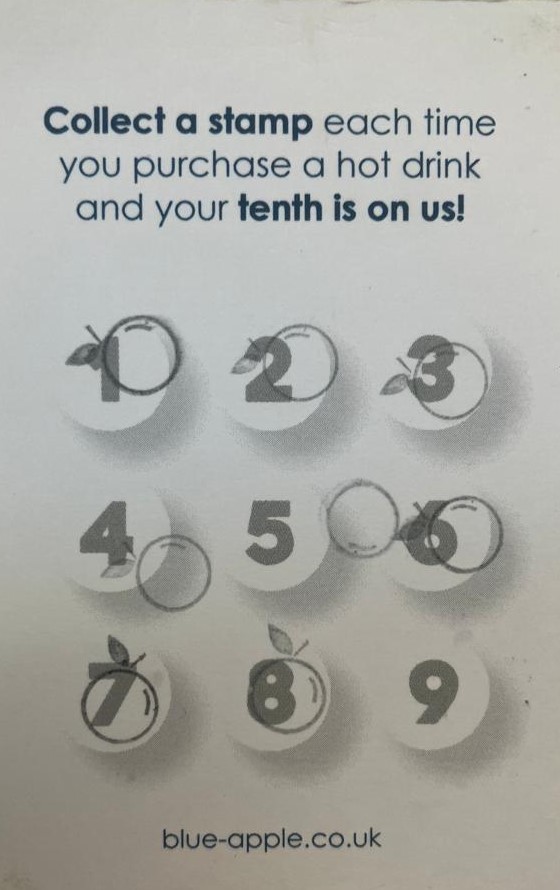 Collect a stamp each time
you purchase a hot drink
and your tenth is on us!
1 2 3
4 5 6
7 8 9
blue-apple.co.uk